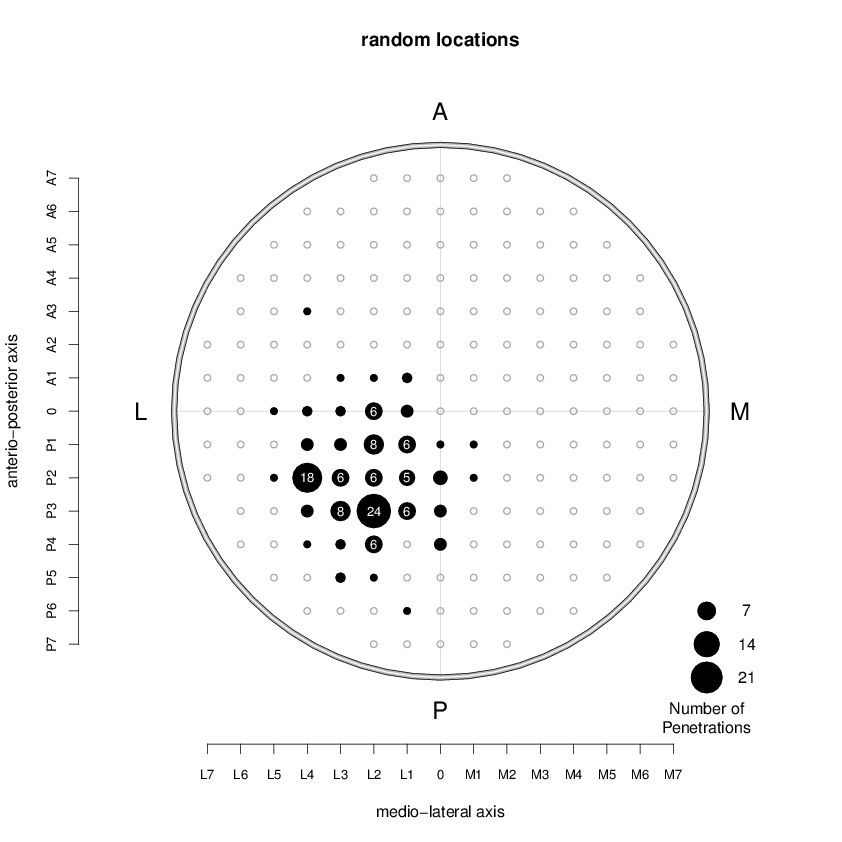 random locations
A
A7
A6
A5
A4
A3
A2
A1
0
P1
P2
P3
P4
P5
P6
P7
anterio−posterior axis
L
M
6
8 6
18 6 6 5
8 24 6
6
7
14
21
Number of
Penetrations
P
L7 L6 L5 L4 L3 L2 L1 0 M1 M2 M3 M4 M5 M6 M7
medio−lateral axis